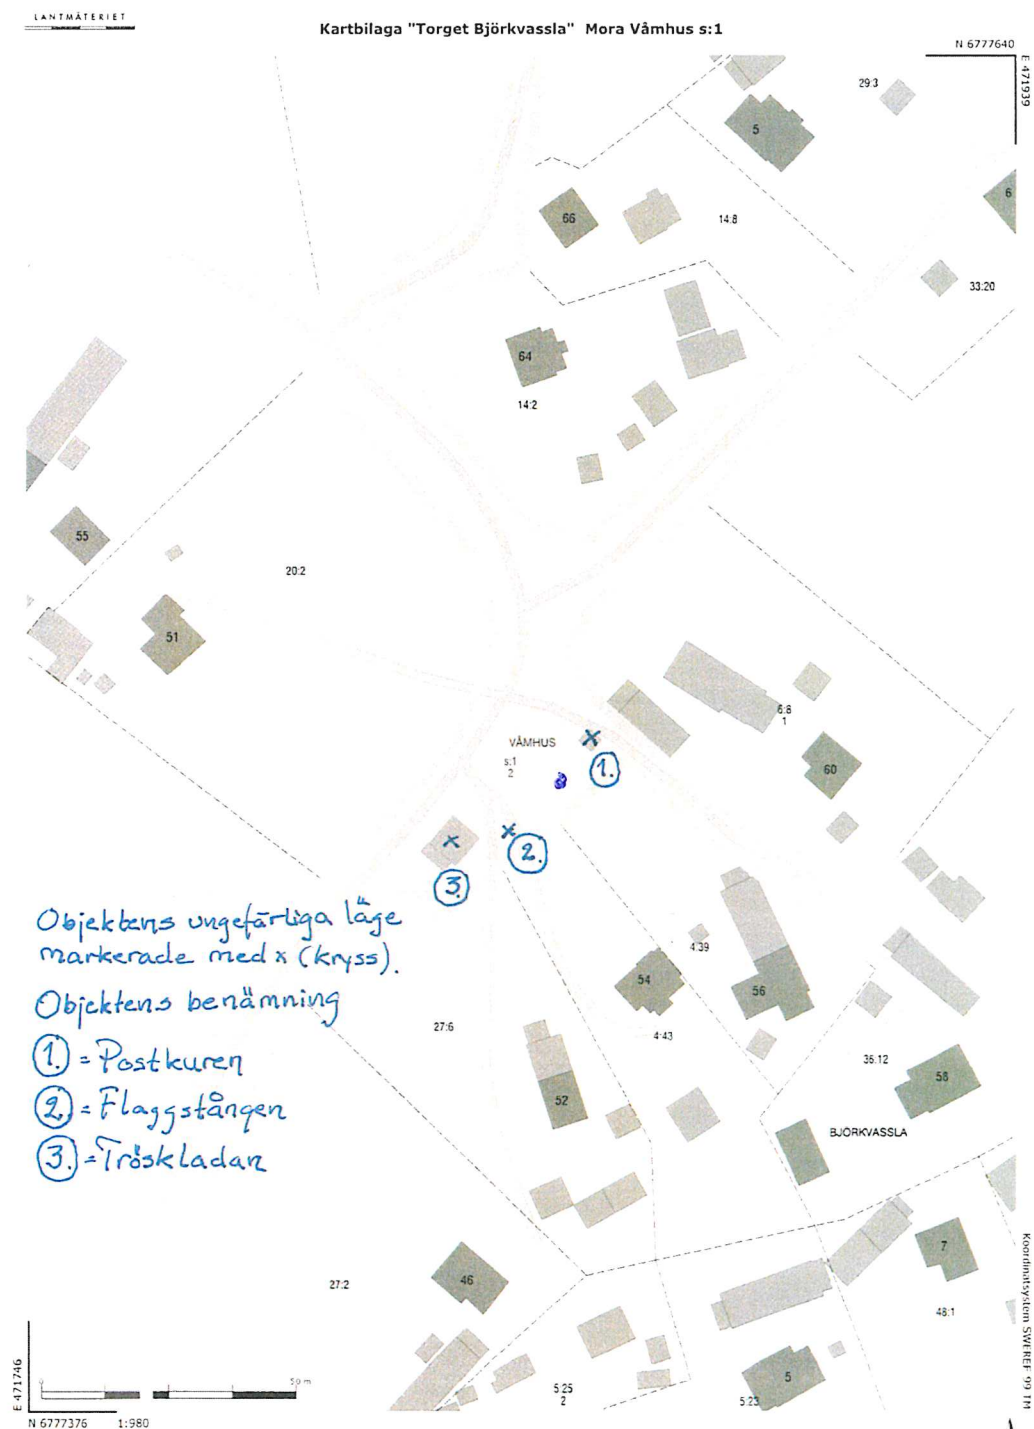 LANTMÄTERIET
Kartbilaga "Torget Björkvassla" Mora Våmhus s:1
N 6777640
E 471939
29:3
5
6
66
14:8
33:20
64
14:2
55
20:2
51
6:8
1
VÅMHUS
s:1
2
1.
60
2.
3.
Objektens ungefärliga läge
markerade med x (kryss).
Objektens benämning
1. = Postkuren
2. = Flaggstången
3. = Tröskladan
4:39
54
56
27:6
4:43
36:12
58
52
BJÖRKVASSLA
7
46
27:2
48:1
5
5:25
2
5:23
Koordinatsystem SWEREF 99 TM
E 471746
0
50 m
N 6777376
1:980